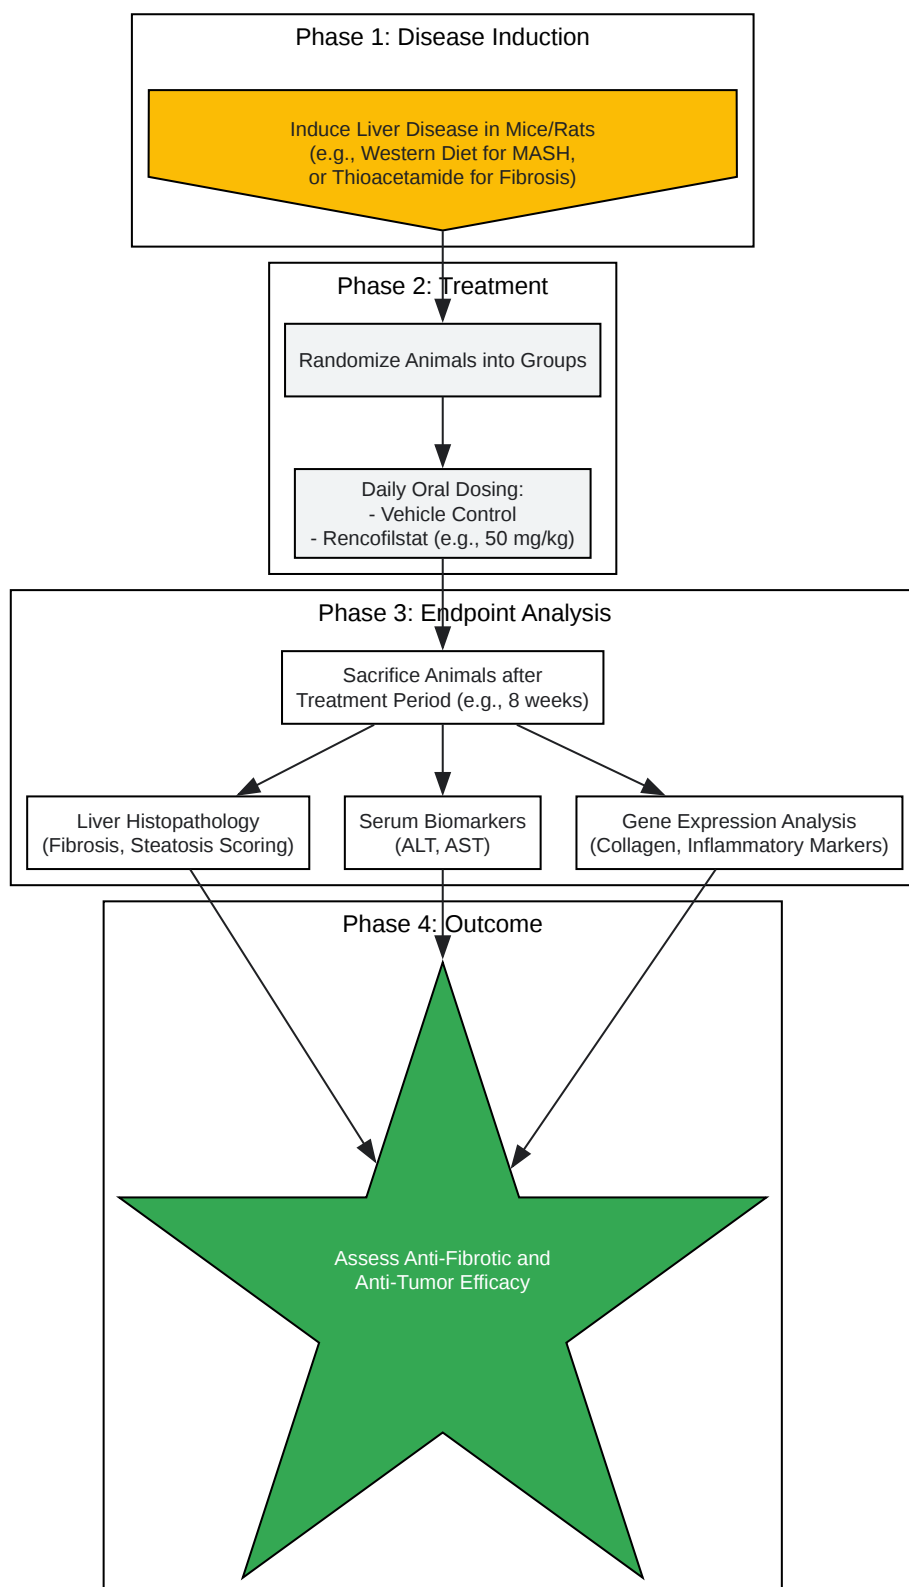 Phase 1: Disease Induction
Induce Liver Disease in Mice/Rats
(e.g., Western Diet for MASH,
or Thioacetamide for Fibrosis)
Phase 2: Treatment
Randomize Animals into Groups
Daily Oral Dosing:
- Vehicle Control
- Rencofilstat (e.g., 50 mg/kg)
Phase 3: Endpoint Analysis
Sacrifice Animals after
Treatment Period (e.g., 8 weeks)
Liver Histopathology
(Fibrosis, Steatosis Scoring)
Serum Biomarkers
(ALT, AST)
Gene Expression Analysis
(Collagen, Inflammatory Markers)
Phase 4: Outcome
Assess Anti-Fibrotic and
Anti-Tumor Efficacy